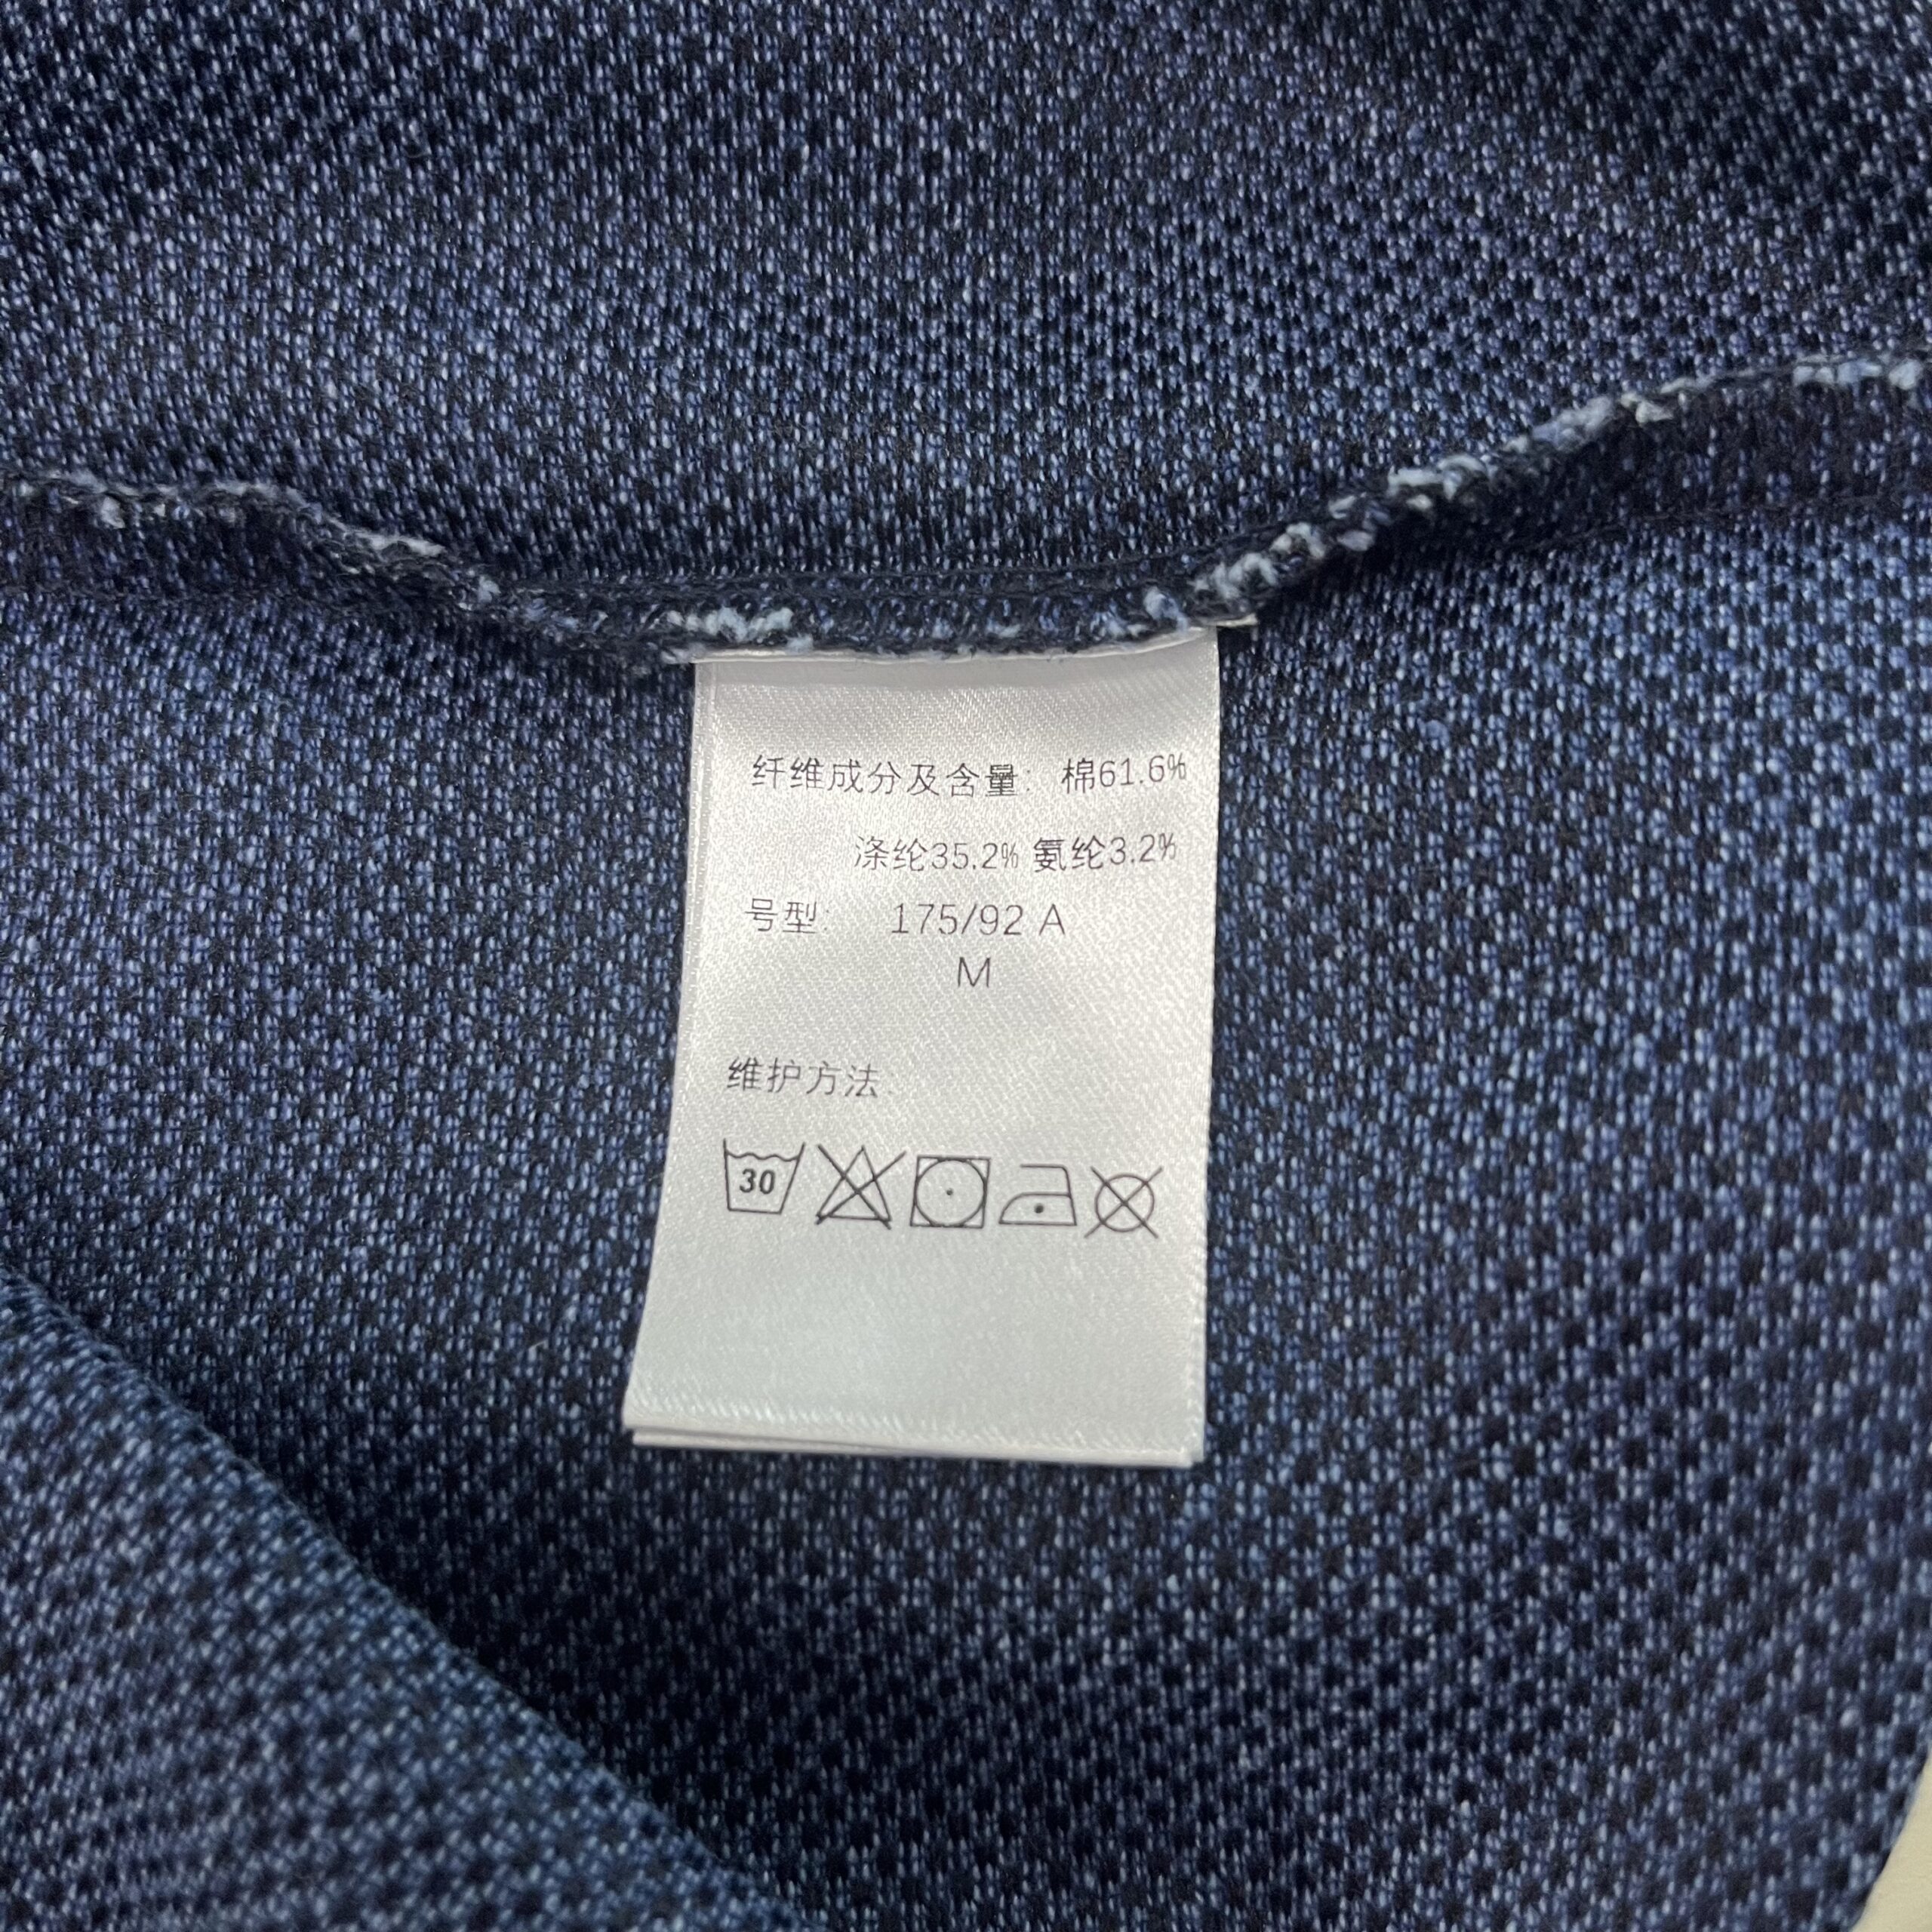 纤维成分及含量: 棉61.6%
涤纶35.2% 氨纶3.2%
号型: 175/92 A
M
维护方法:
30